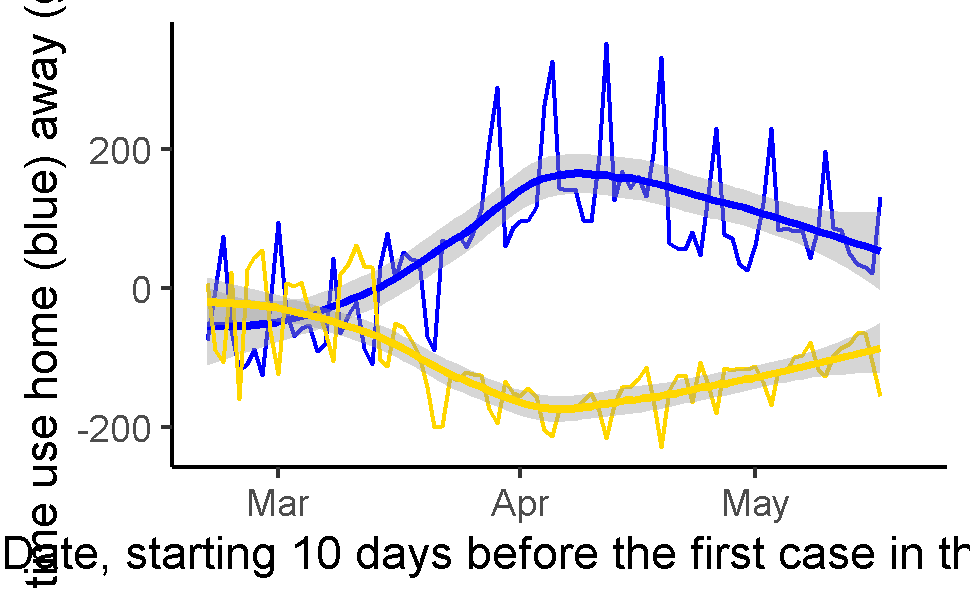 time use home (blue) away (
200
0
-200
Mar Apr May
Date, starting 10 days before the first case in th